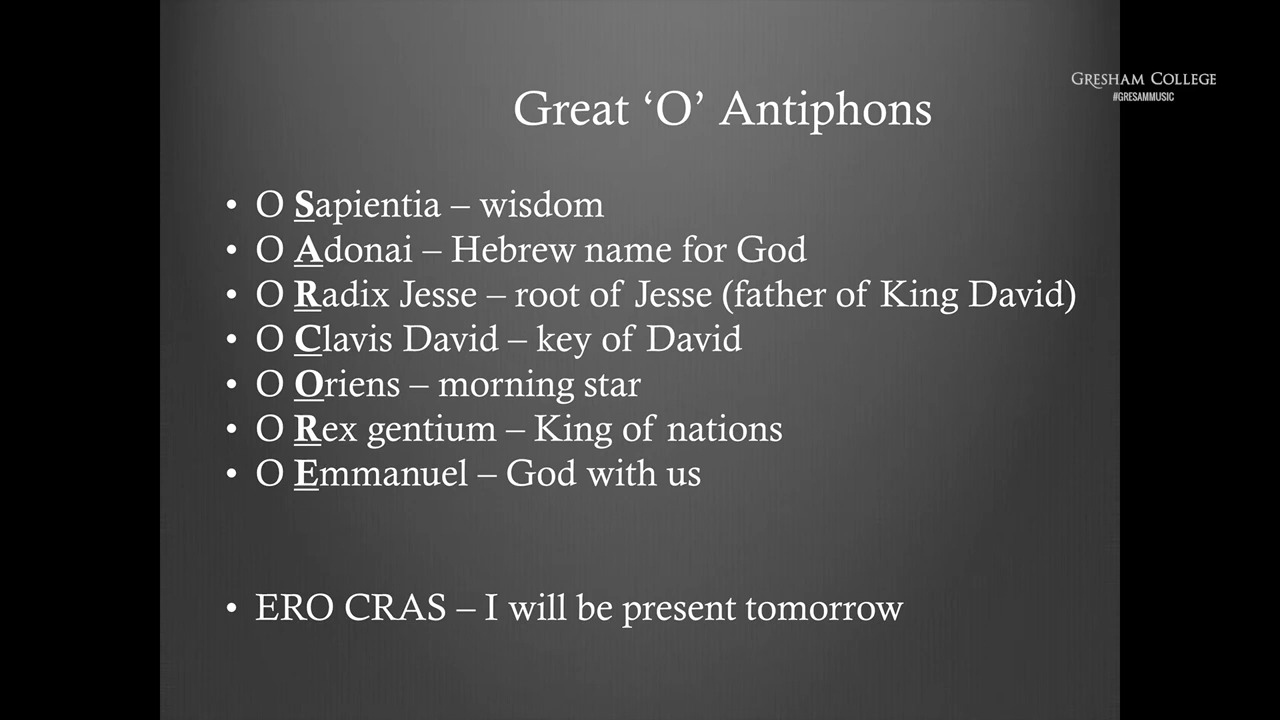 GRESHAM COLLEGE
#GRESAMMUSIC
Great ‘O’ Antiphons
• O Sapientia – wisdom
• O Adonai – Hebrew name for God
• O Radix Jesse – root of Jesse (father of King David)
• O Clavis David – key of David
• O Oriens – morning star
• O Rex gentium – King of nations
• O Emmanuel – God with us
• ERO CRAS – I will be present tomorrow